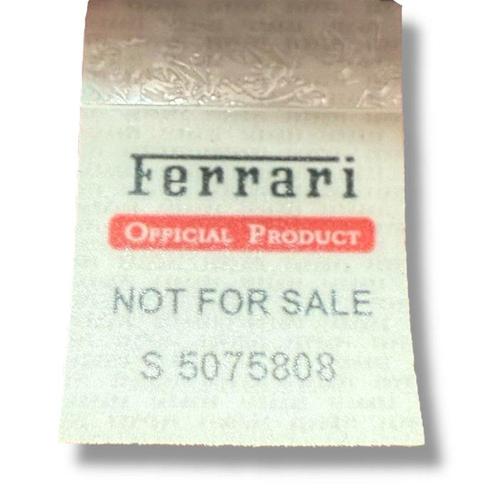 Ferrari
OFFICIAL PRODUCT
NOT FOR SALE
S 5075808